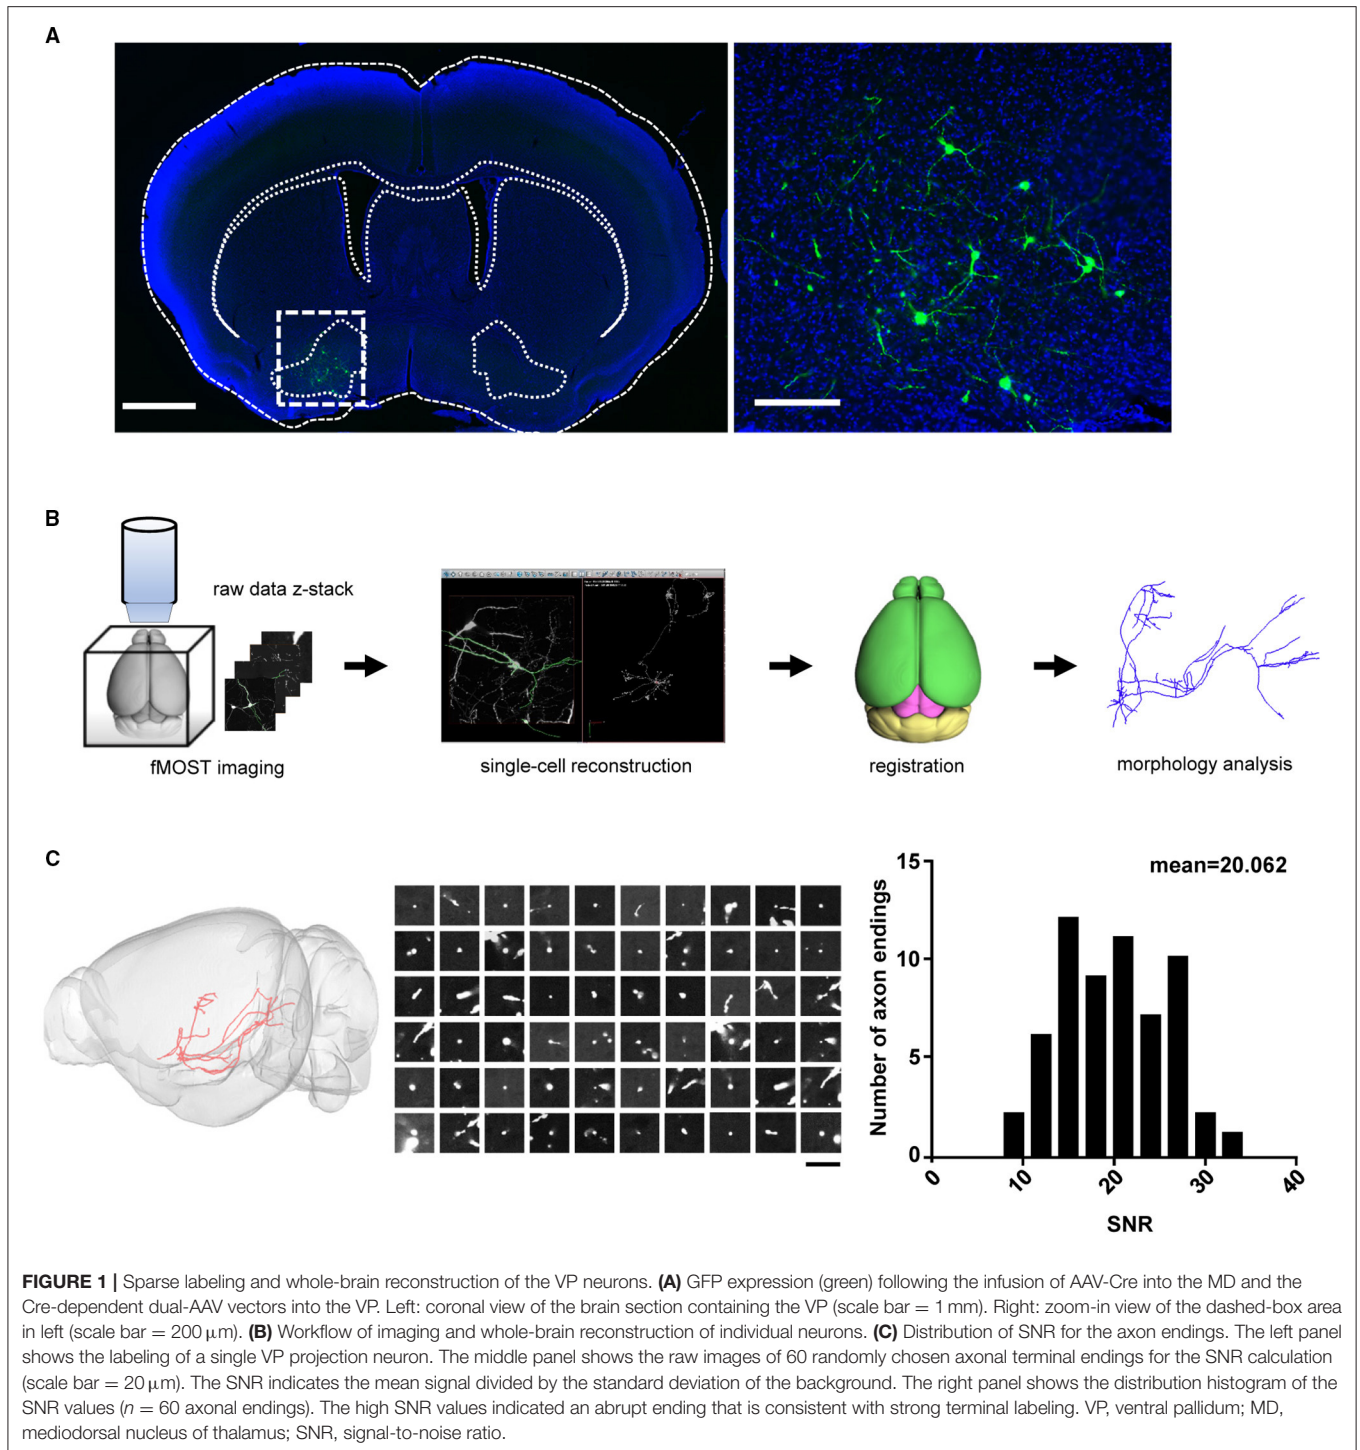 A
B
raw data z-stack
fMOST imaging
single-cell reconstruction
registration
morphology analysis
C
mean=20.062
Number of axon endings
15
10
5
0
0
10
20
30
40
SNR
FIGURE 1 | Sparse labeling and whole-brain reconstruction of the VP neurons. (A) GFP expression (green) following the infusion of AAV-Cre into the MD and the
Cre-dependent dual-AAV vectors into the VP. Left: coronal view of the brain section containing the VP (scale bar = 1 mm). Right: zoom-in view of the dashed-box area
in left (scale bar = 200 μm). (B) Workflow of imaging and whole-brain reconstruction of individual neurons. (C) Distribution of SNR for the axon endings. The left panel
shows the labeling of a single VP projection neuron. The middle panel shows the raw images of 60 randomly chosen axonal terminal endings for the SNR calculation
(scale bar = 20 μm). The SNR indicates the mean signal divided by the standard deviation of the background. The right panel shows the distribution histogram of the
SNR values (n = 60 axonal endings). The high SNR values indicated an abrupt ending that is consistent with strong terminal labeling. VP, ventral pallidum; MD,
mediodorsal nucleus of thalamus; SNR, signal-to-noise ratio.